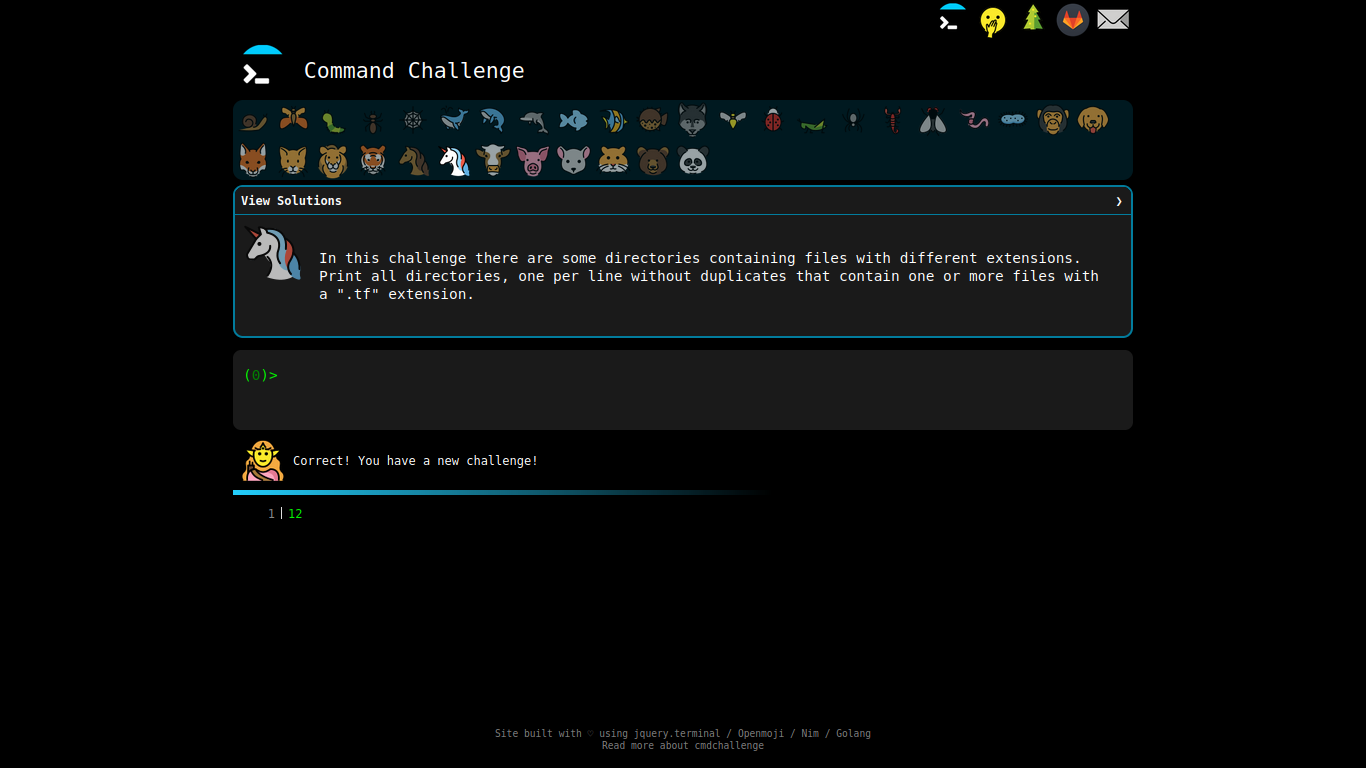 Command Challenge
View Solutions ❯
In this challenge there are some directories containing files with different extensions.
Print all directories, one per line without duplicates that contain one or more files with
a ".tf" extension.
(0)>
Correct! You have a new challenge!
1 12
Site built with ♡ using jquery.terminal / Openmoji / Nim / Golang
Read more about cmdchallenge